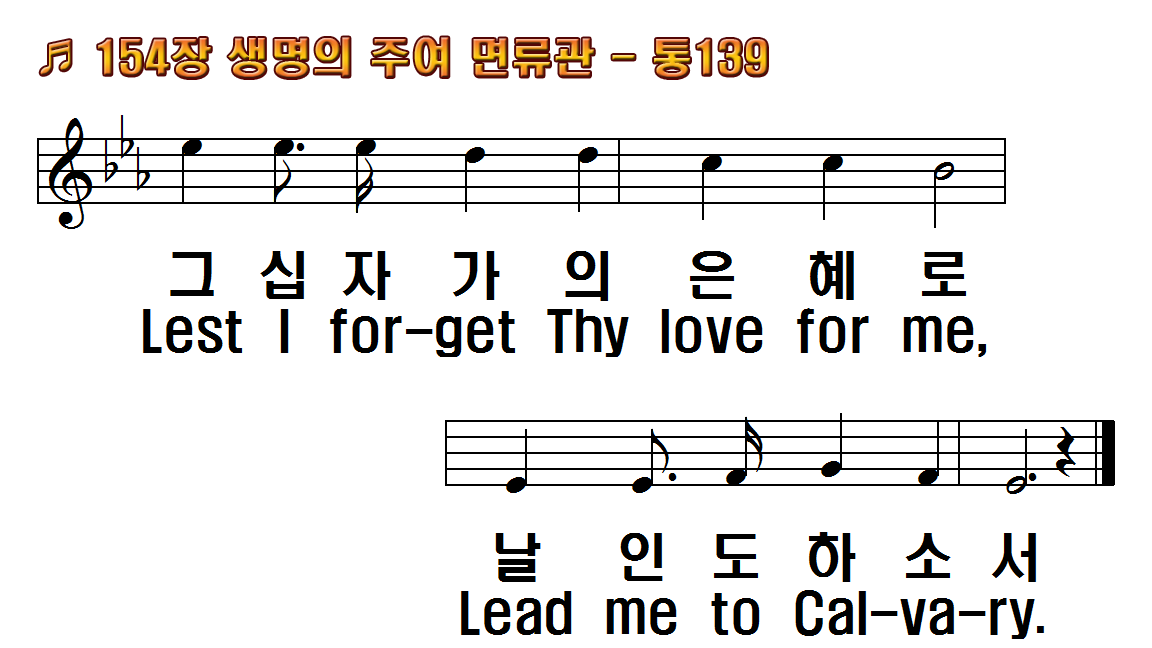 154장 생명의 주여 면류관 - 통139
그 십 자 가 의 은 혜 로
Lest I for-get Thy love for me,
날 인 도 하 소 서
Lead me to Cal-va-ry.